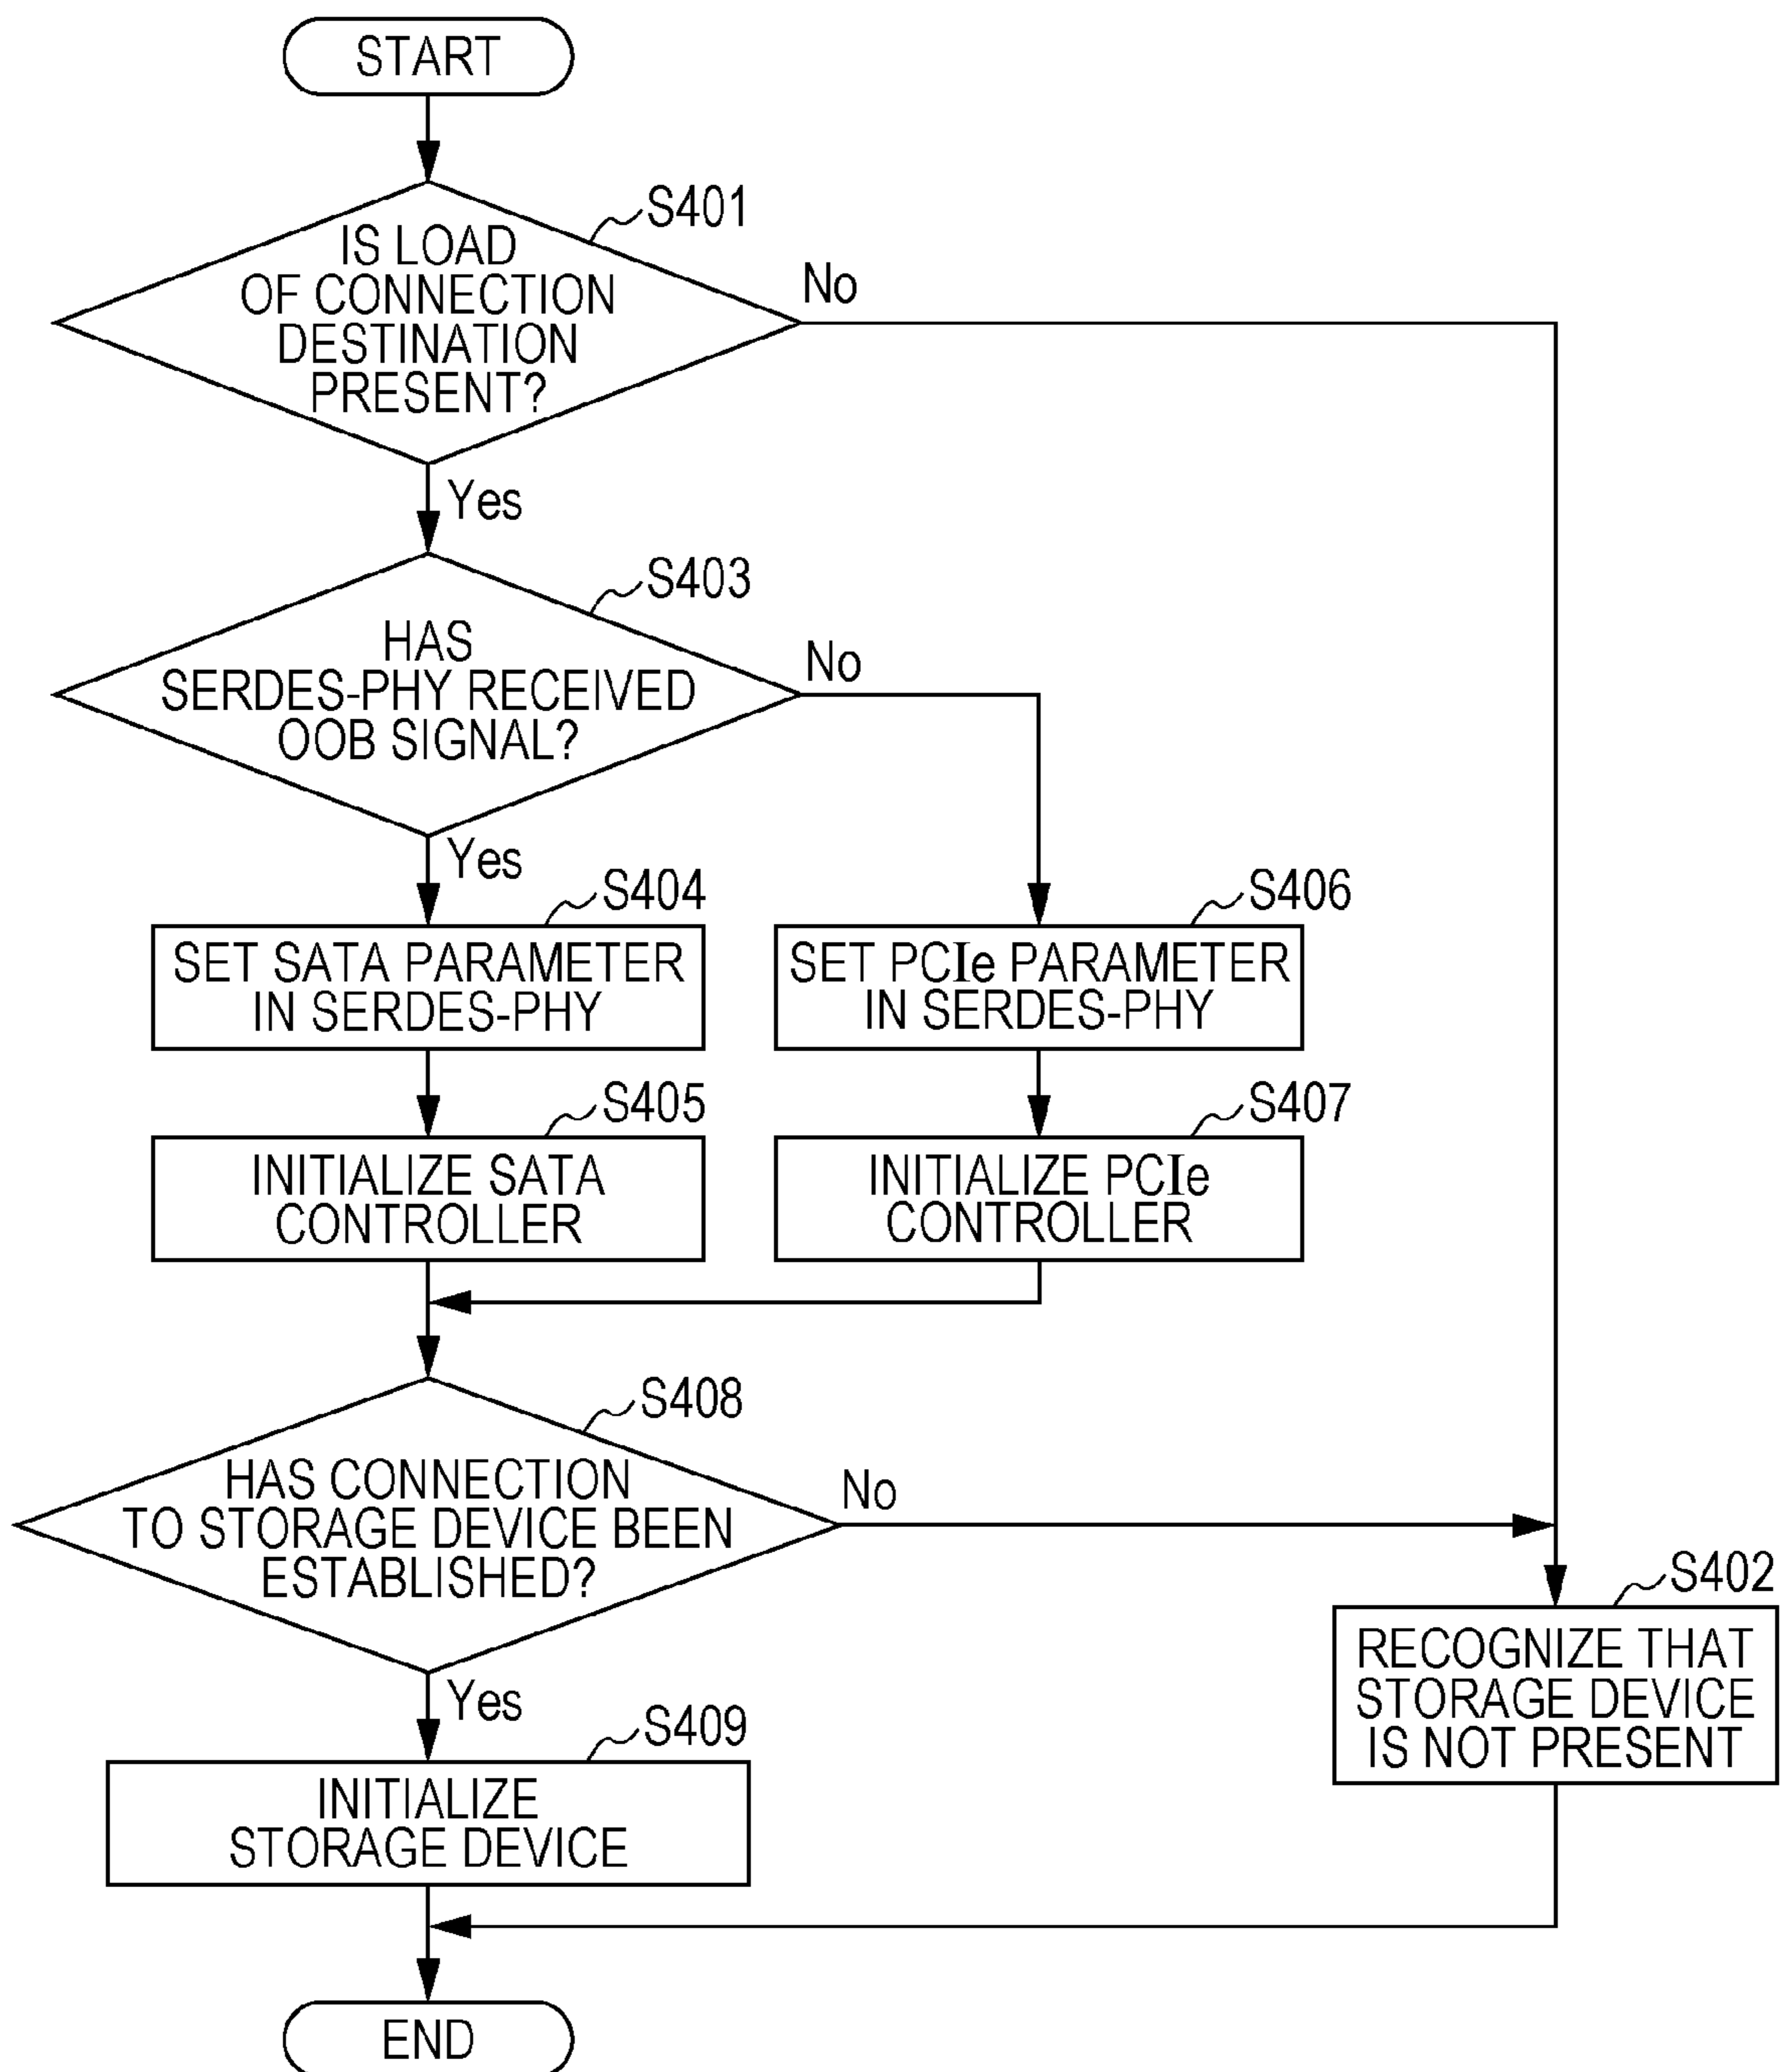 START
S401
IS LOAD
OF CONNECTION
DESTINATION
PRESENT?
No
Yes
S403
HAS
SERDES-PHY RECEIVED
OOB SIGNAL?
No
Yes
S404
SET SATA PARAMETER
IN SERDES-PHY
S406
SET PCIe PARAMETER
IN SERDES-PHY
S405
INITIALIZE SATA
CONTROLLER
S407
INITIALIZE PCIe
CONTROLLER
S408
HAS CONNECTION
TO STORAGE DEVICE BEEN
ESTABLISHED?
No
Yes
S402
RECOGNIZE THAT
STORAGE DEVICE
IS NOT PRESENT
S409
INITIALIZE
STORAGE DEVICE
END